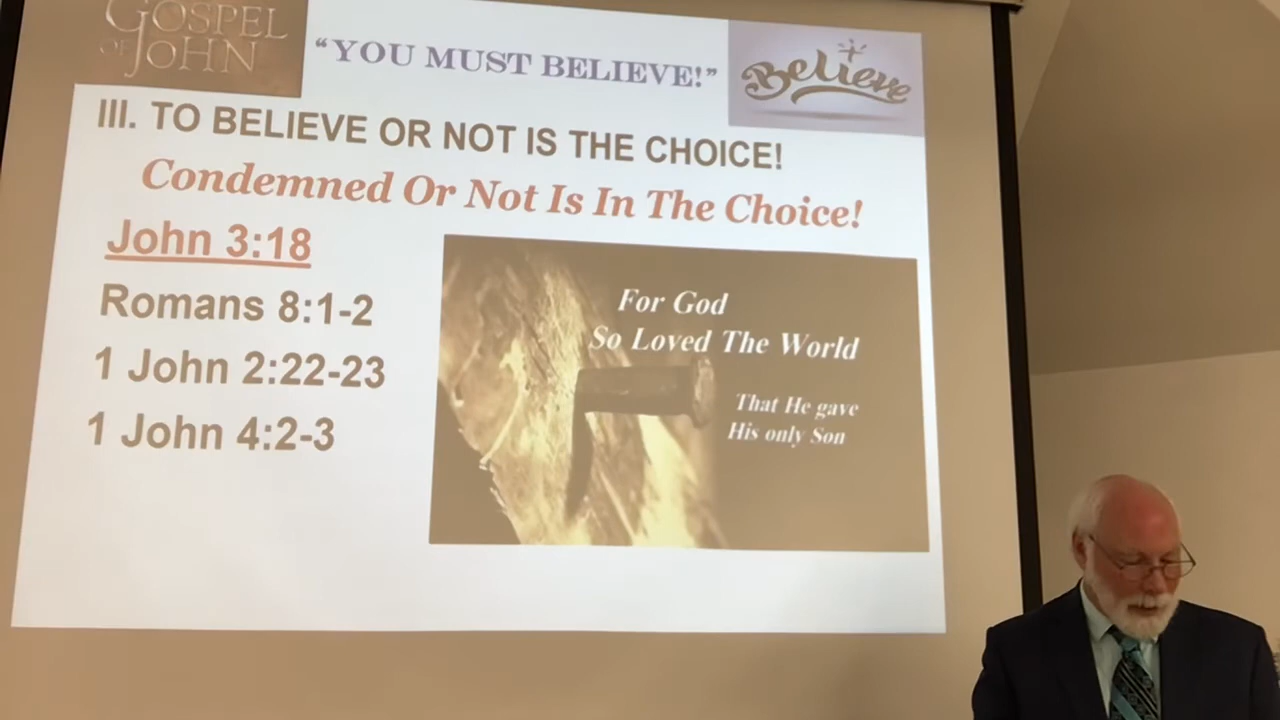 GOSPEL
OF JOHN
“YOU MUST BELIEVE!”
Believe
III. TO BELIEVE OR NOT IS THE CHOICE!
Condemned Or Not Is In The Choice!
John 3:18
Romans 8:1-2
1 John 2:22-23
1 John 4:2-3
For God
So Loved The World
That He gave
His only Son